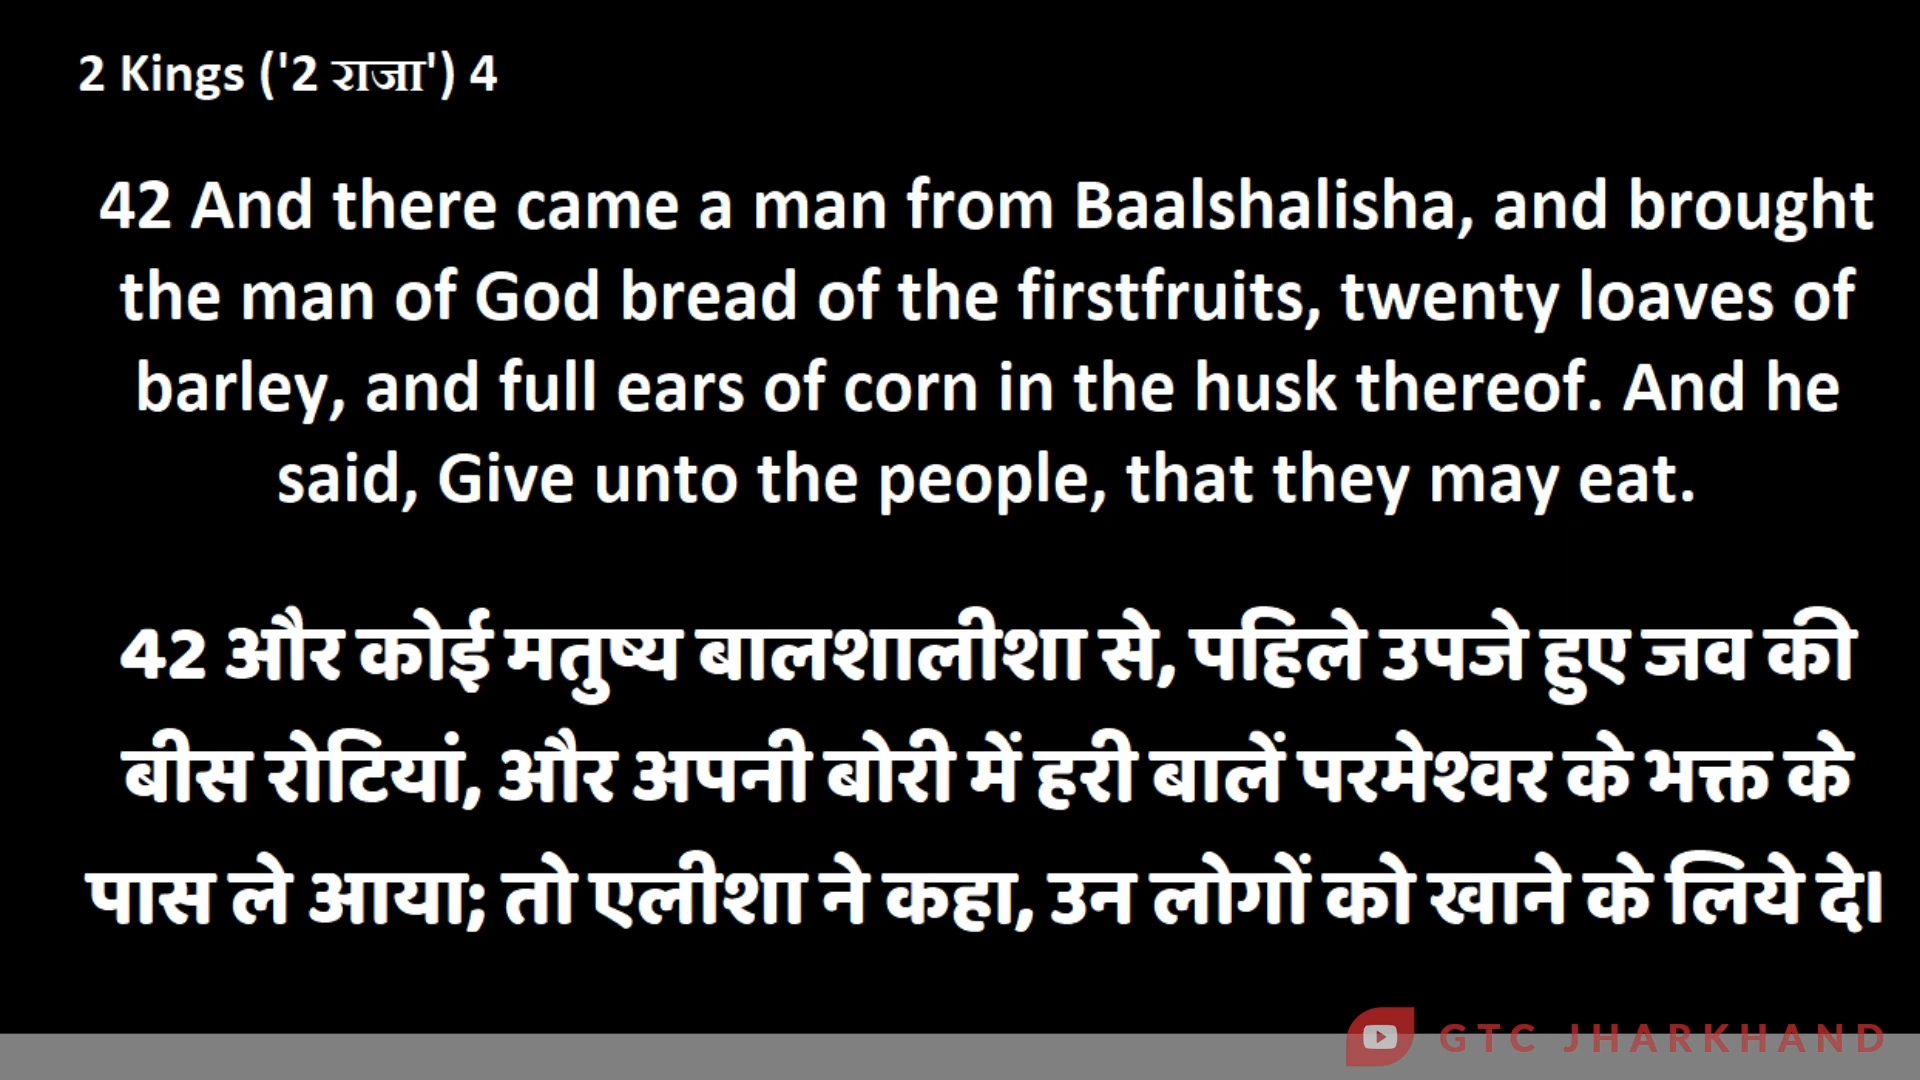 2 Kings ('2 राजा') 4
42 And there came a man from Baalshalisha, and brought
the man of God bread of the firstfruits, twenty loaves of
barley, and full ears of corn in the husk thereof. And he
said, Give unto the people, that they may eat.
42 और कोई मतुष्य बालशालीशा से, पहिले उपजे हुए जव की
बीस रोटियां, और अपनी बोरी में हरी बालें परमेश्वर के भक्त के
पास ले आया; तो एलीशा ने कहा, उन लोगों को खाने के लिये दे।
GTC JHARKHAND